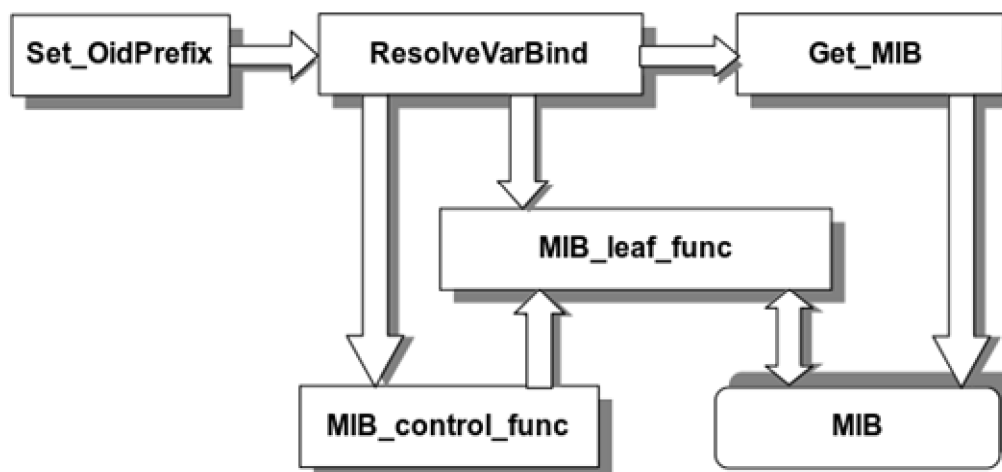 Set_OidPrefix
ResolveVarBind
Get_MIB
MIB_leaf_func
MIB_control_func
MIB